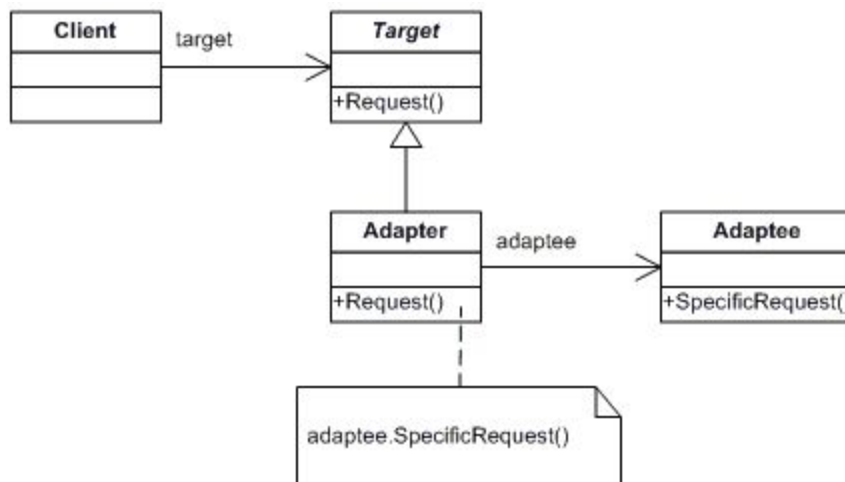 Client
target
Target
+Request()
Adapter
adaptee
Adaptee
+Request()
+SpecificRequest(
adaptee.SpecificRequest()